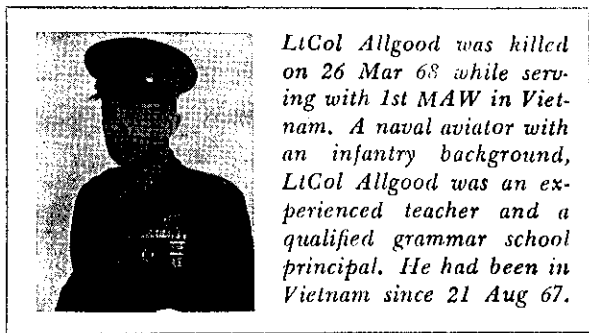 LtCol Allgood was killed
on 26 Mar 68 while serv-
ing with 1st MAW in Viet-
nam. A naval aviator with
an infantry background,
LtCol Allgood was an ex-
perienced teacher and a
qualified grammar school
principal. He had been in
Vietnam since 21 Aug 67.